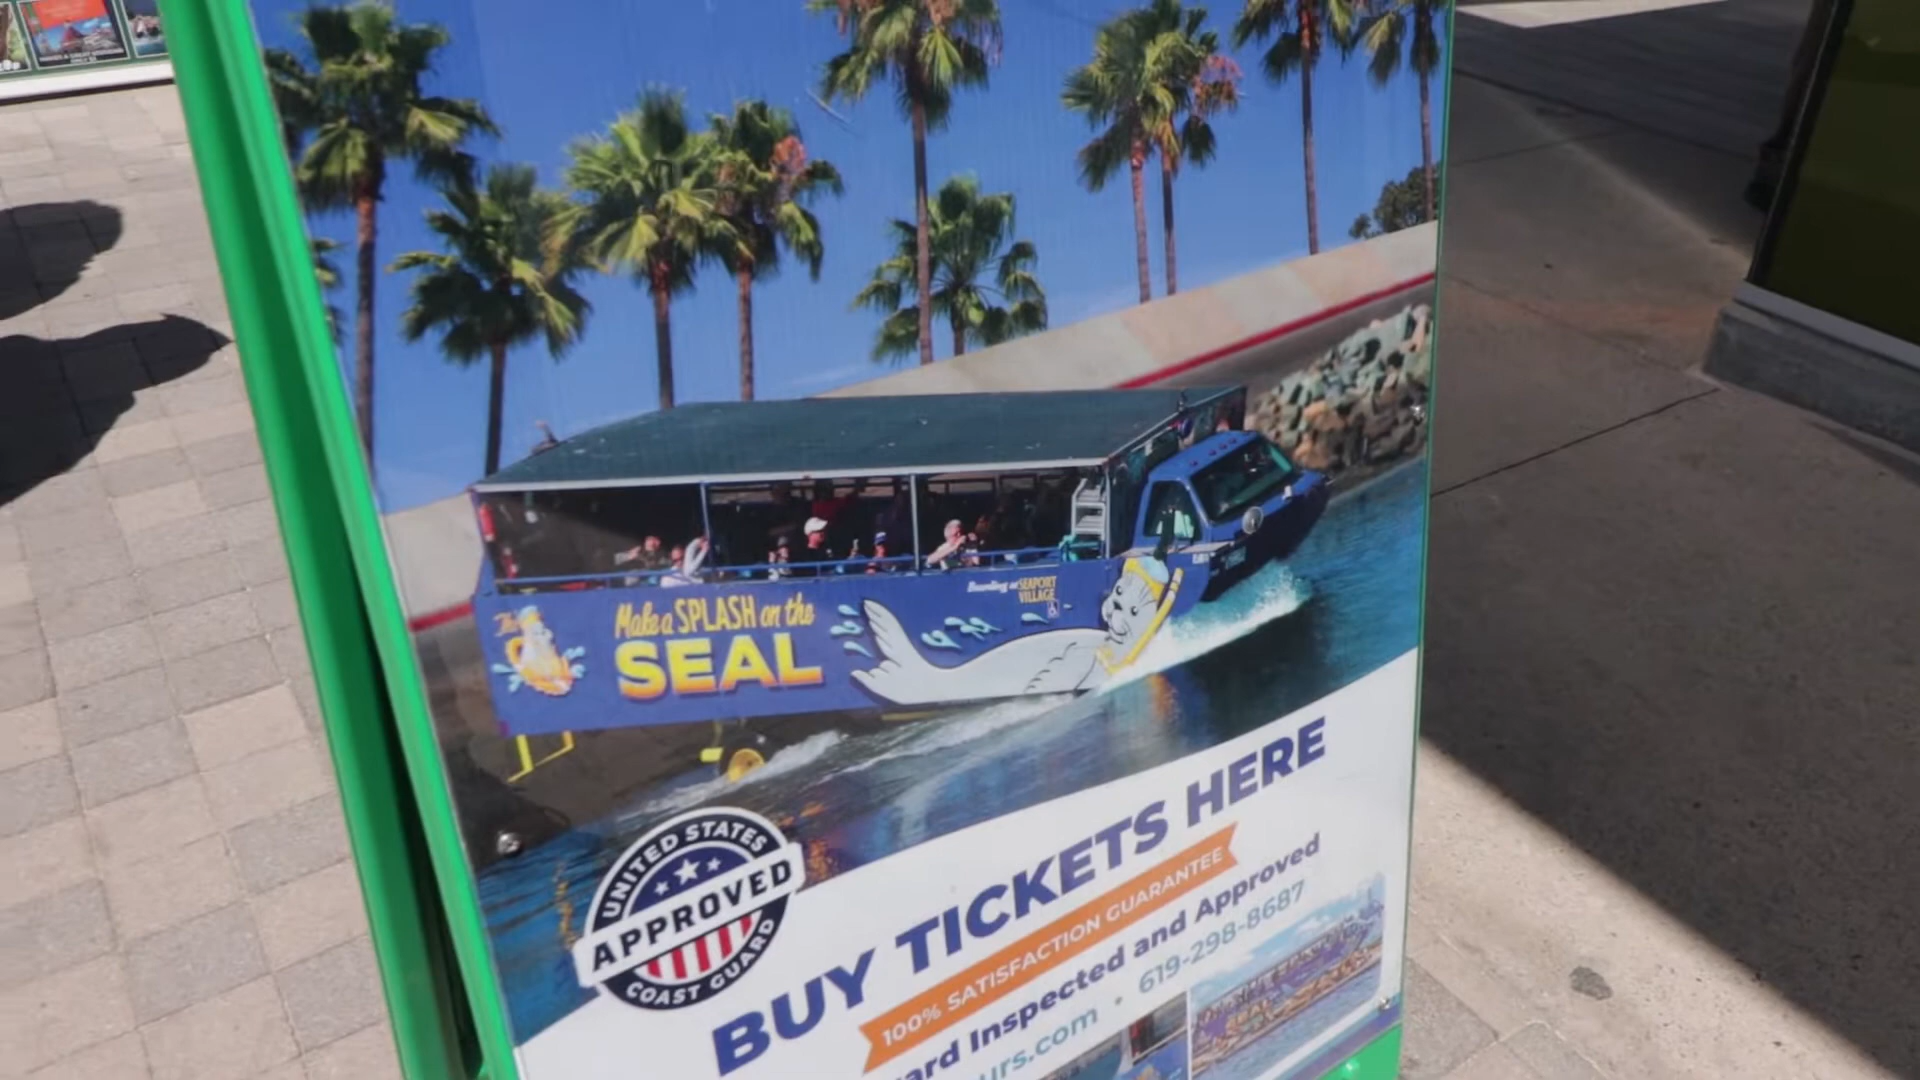 Boarding at SEAPORT
VILLAGE
The
Make a SPLASH on the
SEAL
UNITED STATES
APPROVED
COAST GUARD
BUY TICKETS HERE
100% SATISFACTION GUARANTEE
ard Inspected and Approved
urs.com • 619-298-8687